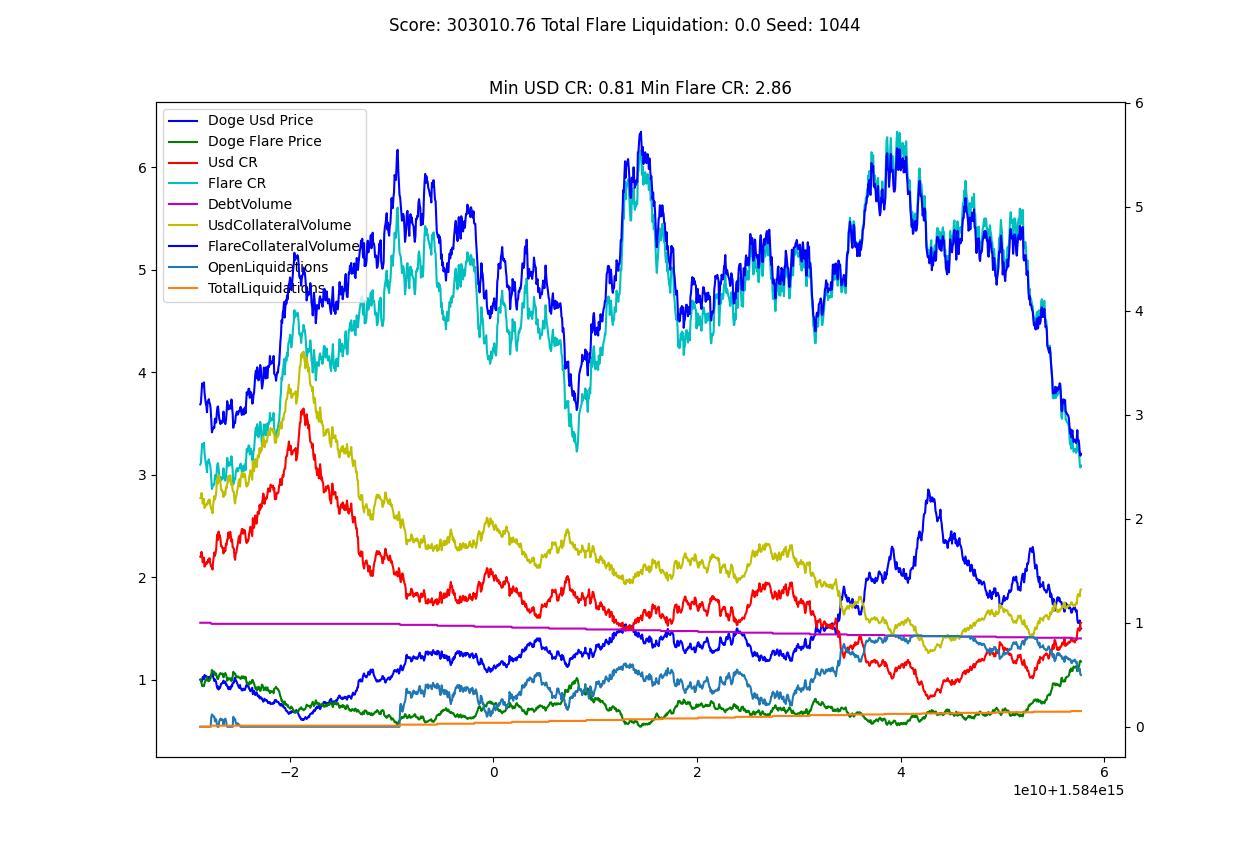 Score: 303010.76 Total Flare Liquidation: 0.0 Seed: 1044
Min USD CR: 0.81 Min Flare CR: 2.86
Doge Usd Price
Doge Flare Price
Usd CR
Flare CR
DebtVolume
UsdCollateralVolume
FlareCollateralVolume
OpenLiquidations
TotalLiquidations
6
5
4
3
2
1
6
5
4
3
2
1
0
−2
0
2
4
6
1e10+1.584e15